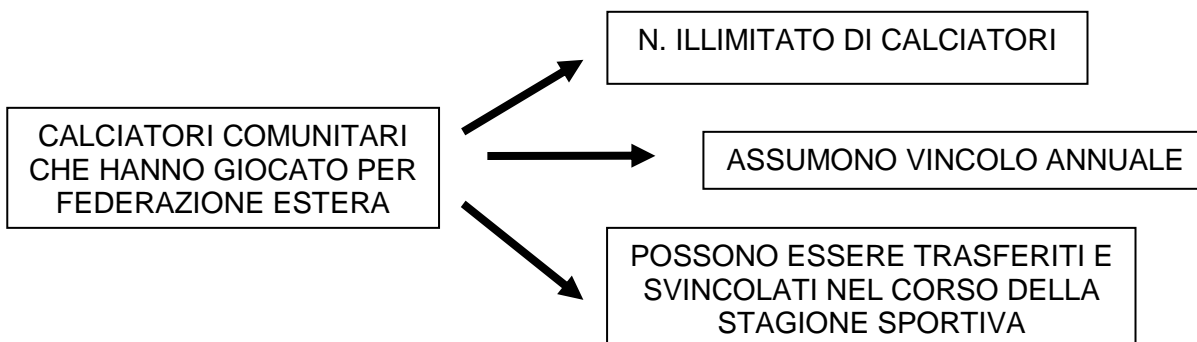 N. ILLIMITATO DI CALCIATORI
CALCIATORI COMUNITARI
CHE HANNO GIOCATO PER
FEDERAZIONE ESTERA
ASSUMONO VINCOLO ANNUALE
POSSONO ESSERE TRASFERITI E
SVINCOLATI NEL CORSO DELLA
STAGIONE SPORTIVA